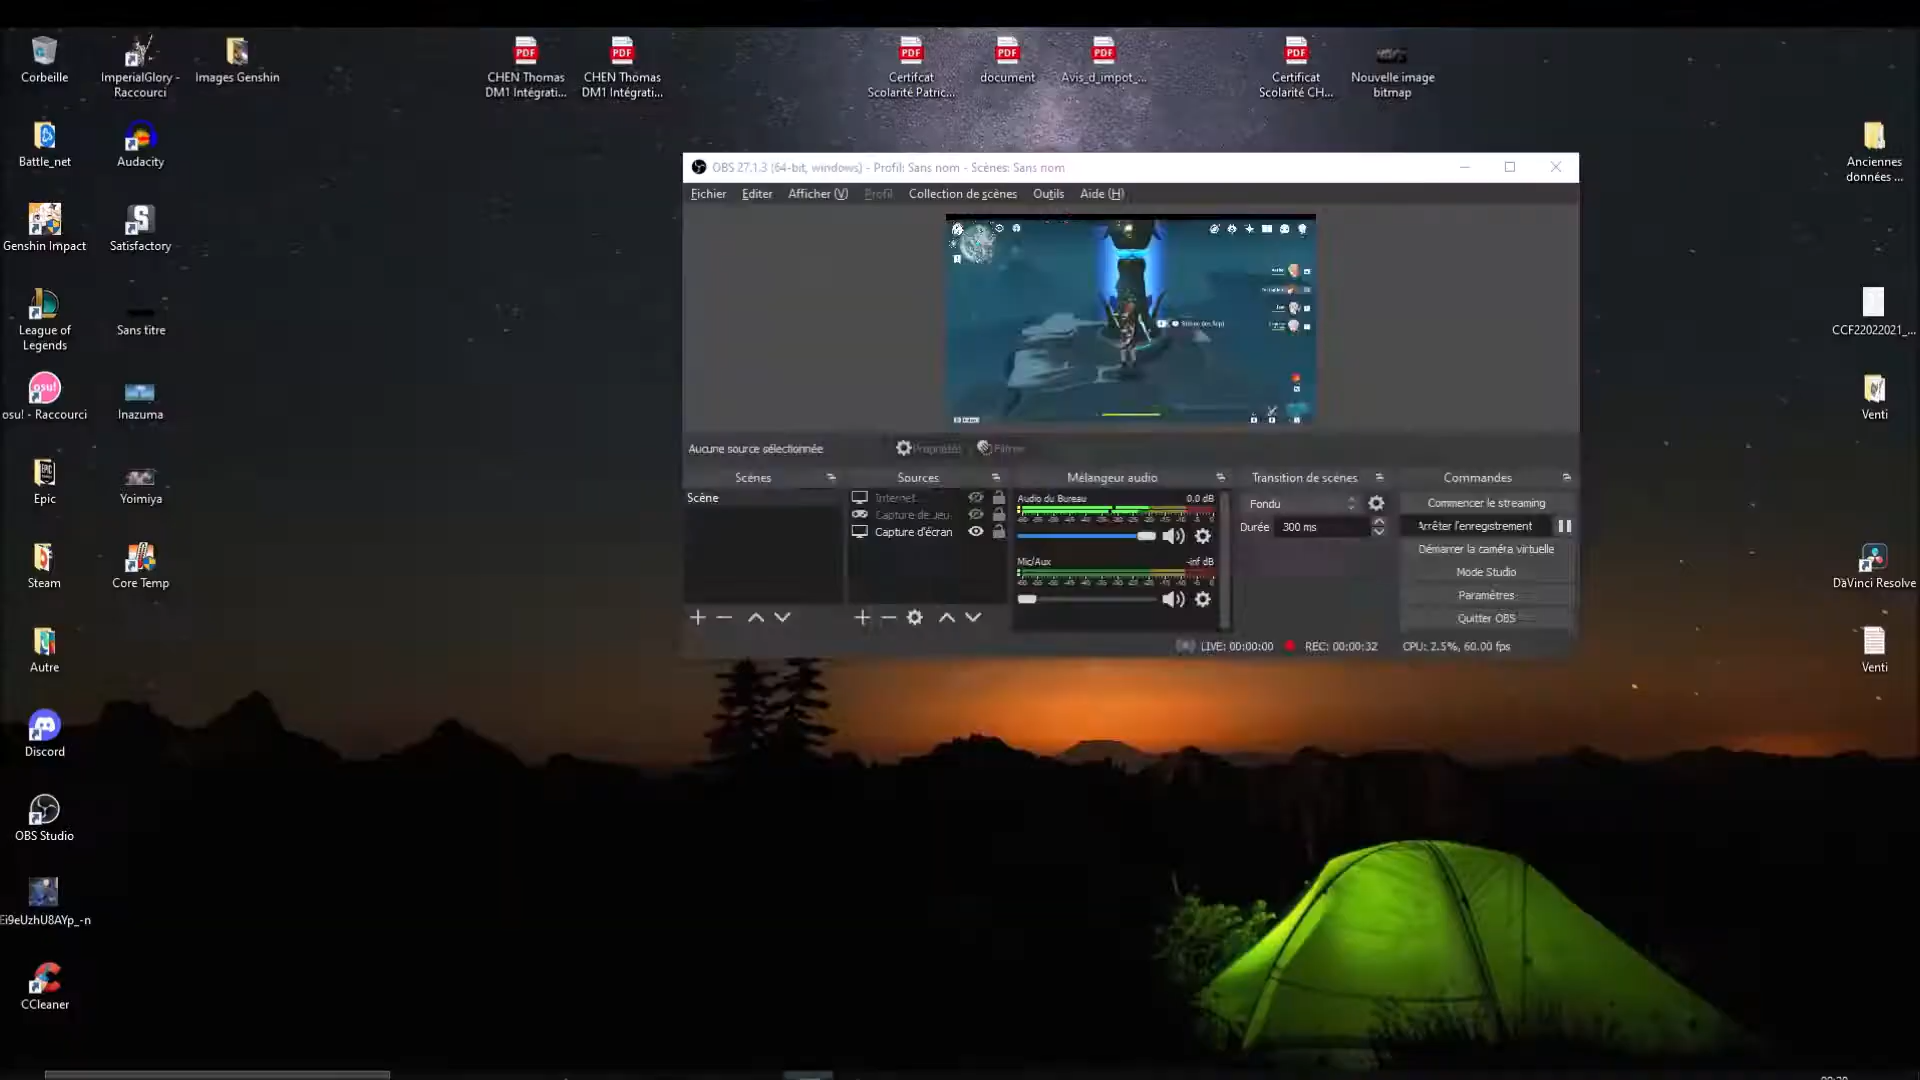 Corbeille
ImperialGlory -
Raccourci
Images Genshin
CHEN Thomas
DM1 Intégrati...
CHEN Thomas
DM1 Intégrati...
Certifcat
Scolarité Patric...
document
Avis_d_impot_...
Certificat
Scolarité CH...
Nouvelle image
bitmap
Battle_net
Audacity
Anciennes
données ...
Genshin Impact
Satisfactory
League of
Legends
Sans titre
CCF22022021_...
osu! - Raccourci
Inazuma
Venti
Epic
Yoimiya
Steam
Core Temp
DaVinci Resolve
Autre
Venti
Discord
OBS Studio
Ei9eUzhU8AYp_-n
CCleaner
OBS 27.1.3 (64-bit, windows) - Profil: Sans nom - Scènes: Sans nom
Fichier
Editer
Afficher (V)
Profil
Collection de scènes
Outils
Aide (H)
Aucune source sélectionnée
Propriétés
Filtres
Scènes
Sources
Mélangeur audio
Transition de scènes
Commandes
Scène
Internet
Capture de Jeu
Capture d'écran
Audio du Bureau
0.0 dB
Mic/Aux
-inf dB
Fondu
Durée
300 ms
Commencer le streaming
Arrêter l'enregistrement
Démarrer la caméra virtuelle
Mode Studio
Paramètres
Quitter OBS
LIVE: 00:00:00
REC: 00:00:32
CPU: 2.5%, 60.00 fps